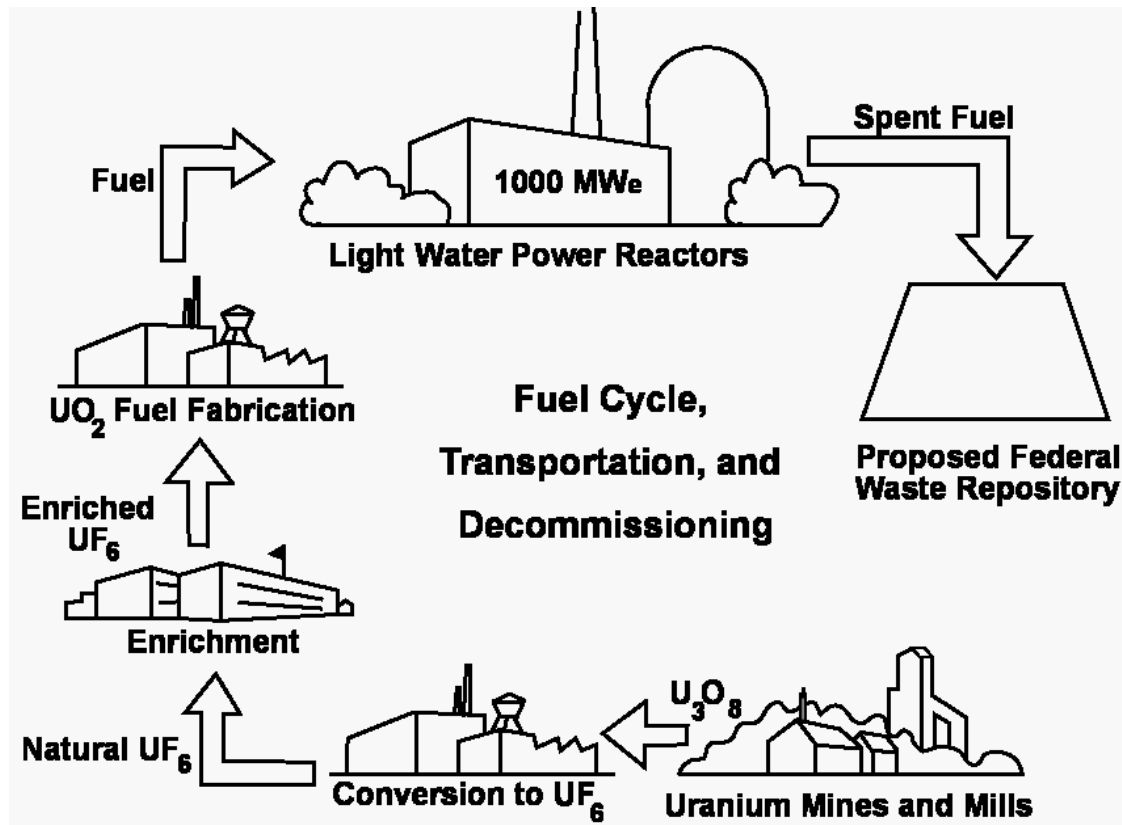 Spent Fuel
Fuel
1000 MWe
Light Water Power Reactors
UO₂ Fuel Fabrication
Fuel Cycle,
Transportation, and
Decommissioning
Proposed Federal
Waste Repository
Enriched
UF₆
Enrichment
U₃O₈
Natural UF₆
Conversion to UF₆
Uranium Mines and Mills